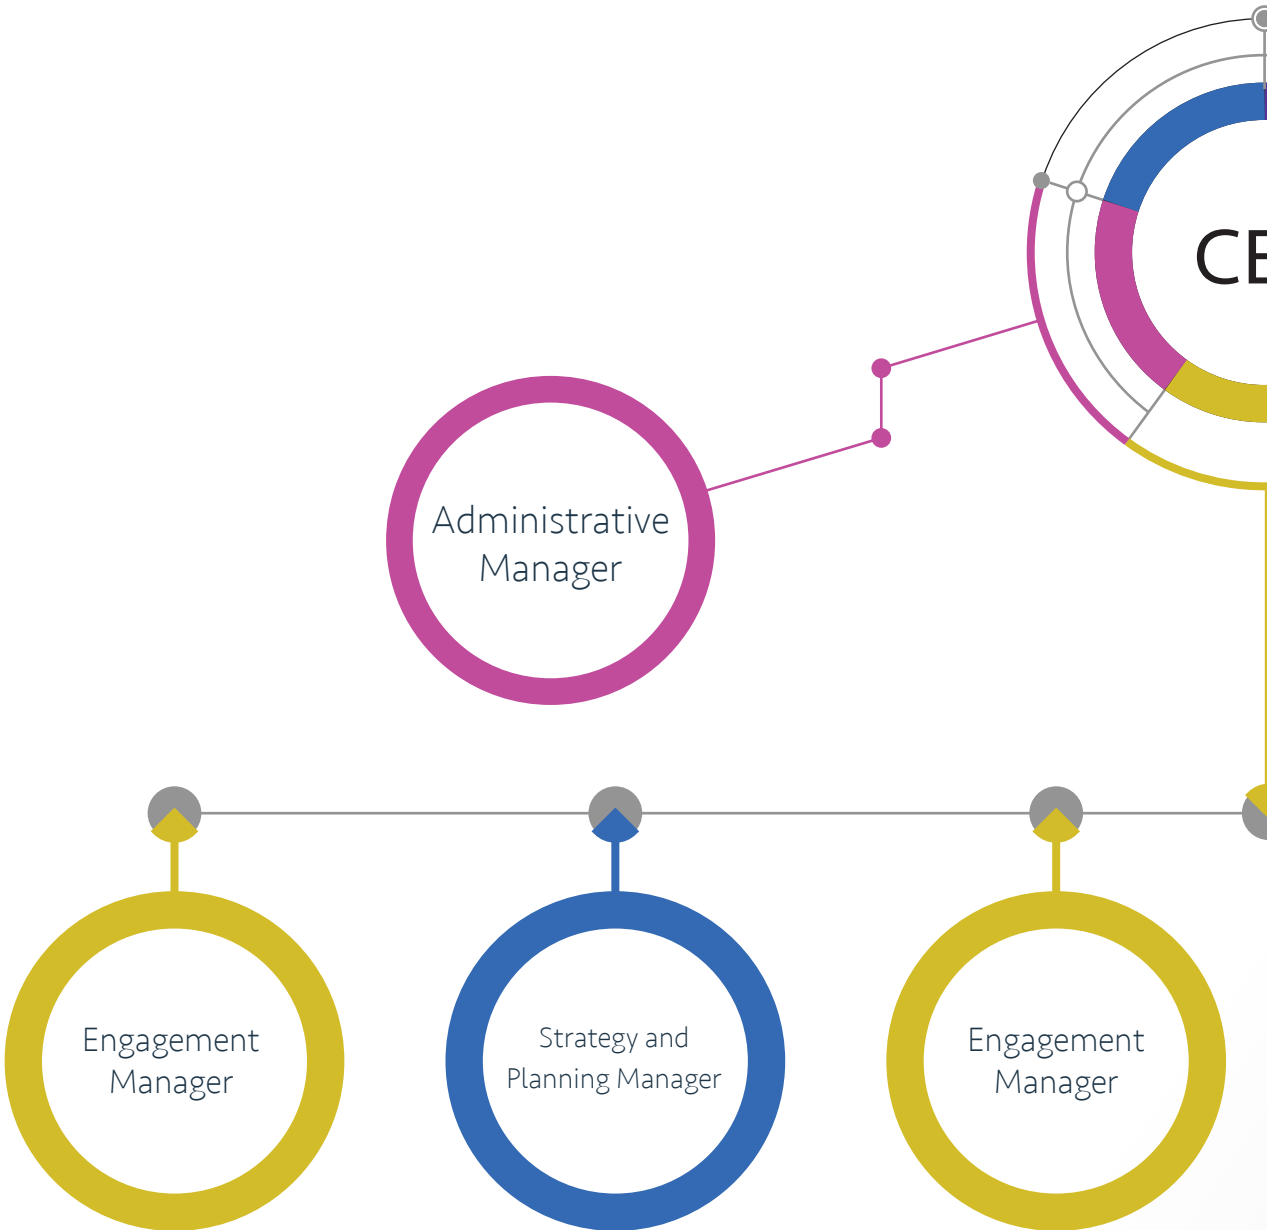 CE
Administrative
Manager
Engagement
Manager
Strategy and
Planning Manager
Engagement
Manager